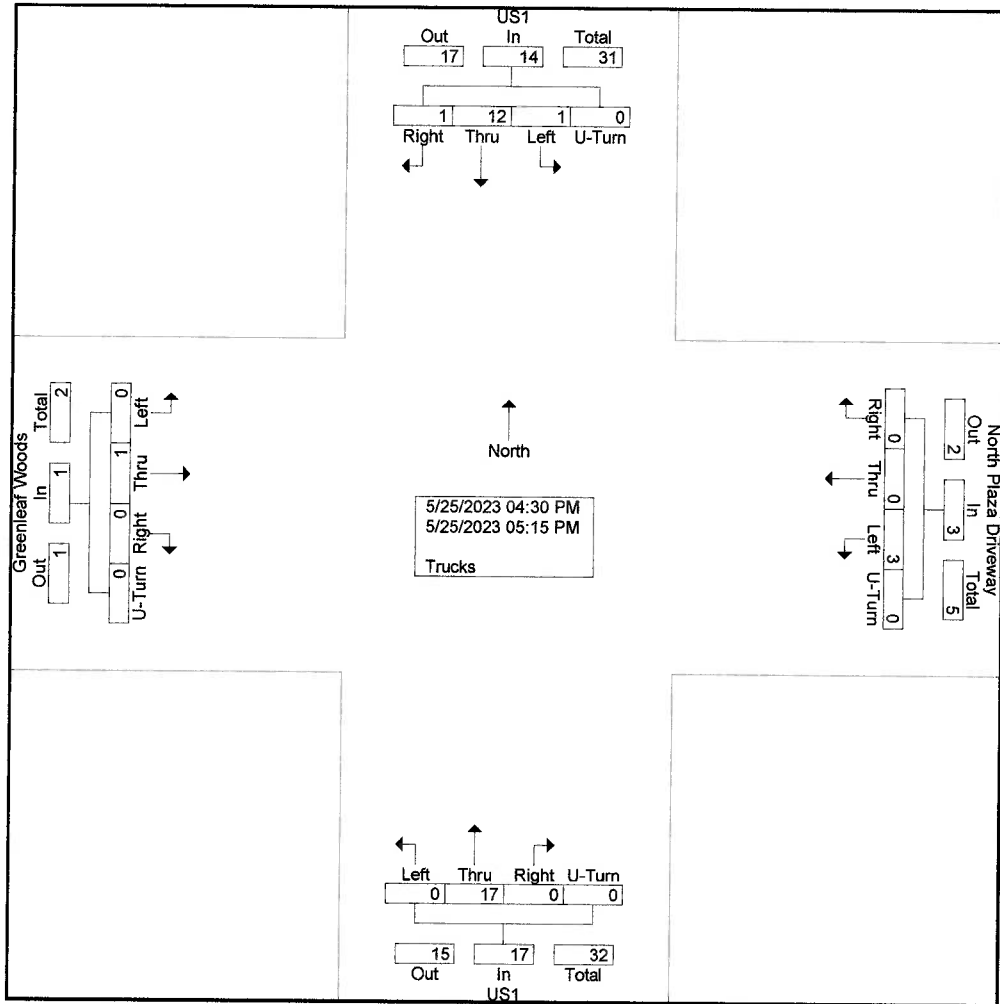 US1
Out In Total
17 14 31
1 12 1 0
Right Thru Left U-Turn
Greenleaf Woods
Total In Out
2 1 1
0 1 0 0
Left Thru Right U-Turn
North
5/25/2023 04:30 PM
5/25/2023 05:15 PM
Trucks
North Plaza Driveway
Out In Total
2 3 5
0 0 3 0
Right Thru Left U-Turn
Left Thru Right U-Turn
0 17 0 0
15 17 32
Out In Total
US1